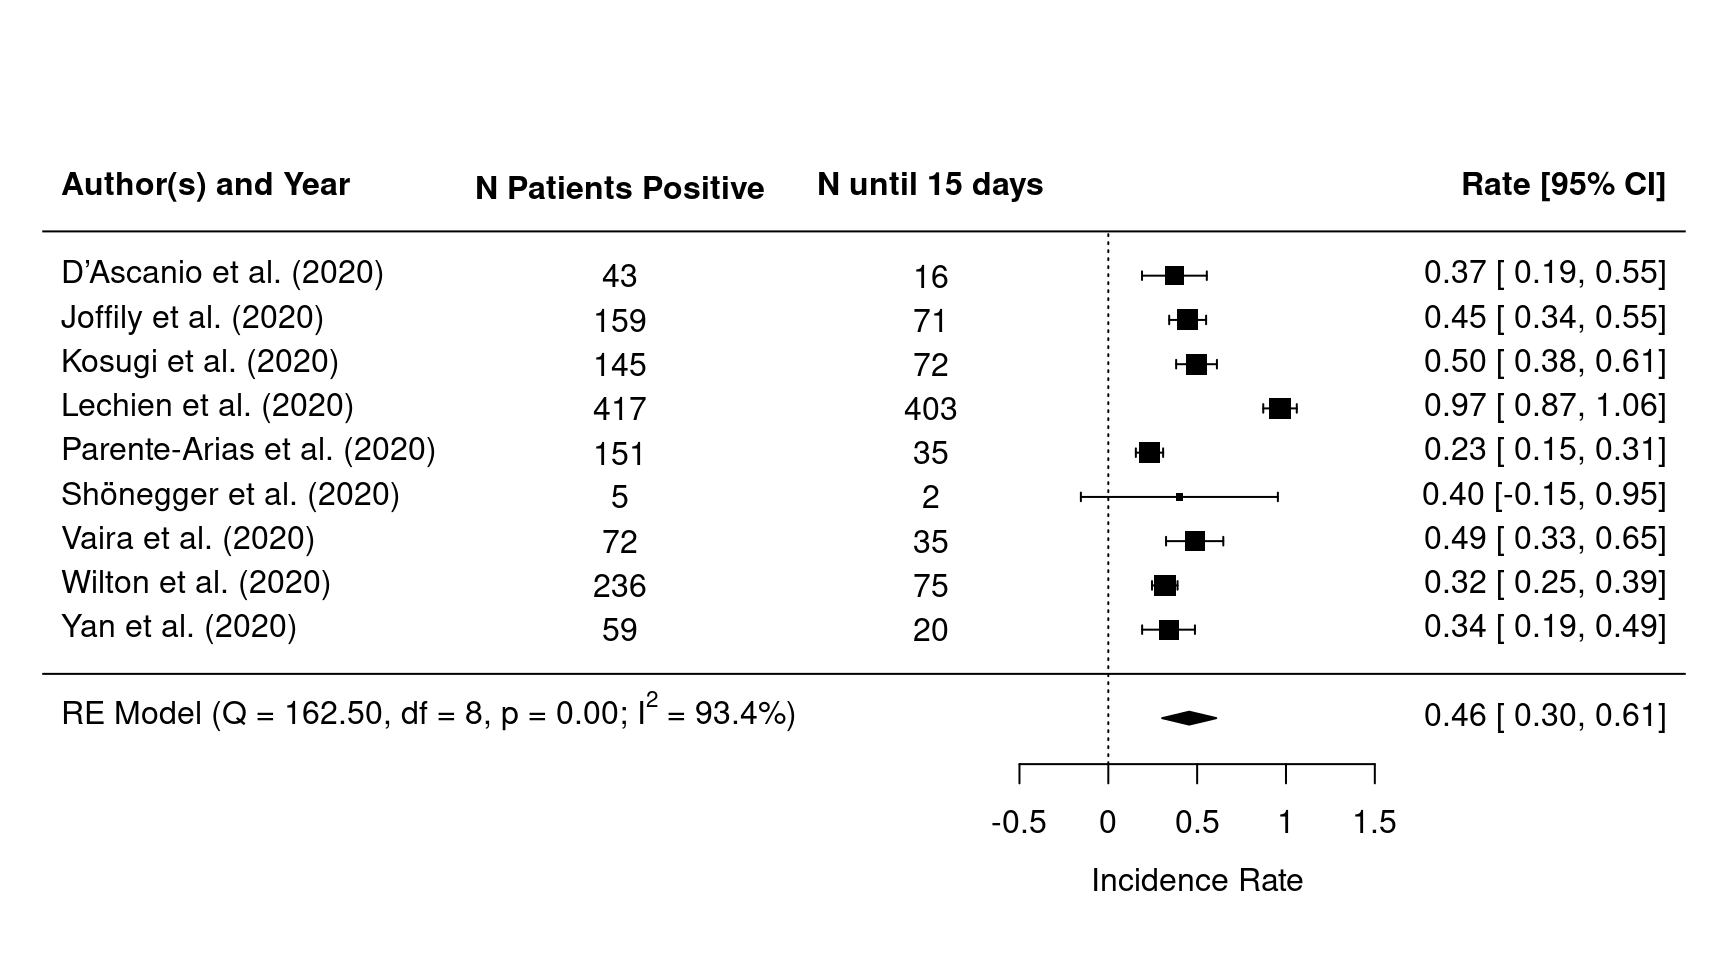 Author(s) and Year N Patients Positive N until 15 days Rate [95% CI]
D’Ascanio et al. (2020) 43 16 0.37 [ 0.19, 0.55]
Joffily et al. (2020) 159 71 0.45 [ 0.34, 0.55]
Kosugi et al. (2020) 145 72 0.50 [ 0.38, 0.61]
Lechien et al. (2020) 417 403 0.97 [ 0.87, 1.06]
Parente-Arias et al. (2020) 151 35 0.23 [ 0.15, 0.31]
Shönegger et al. (2020) 5 2 0.40 [-0.15, 0.95]
Vaira et al. (2020) 72 35 0.49 [ 0.33, 0.65]
Wilton et al. (2020) 236 75 0.32 [ 0.25, 0.39]
Yan et al. (2020) 59 20 0.34 [ 0.19, 0.49]
RE Model (Q = 162.50, df = 8, p = 0.00; I² = 93.4%) 0.46 [ 0.30, 0.61]
-0.5 0 0.5 1 1.5
Incidence Rate